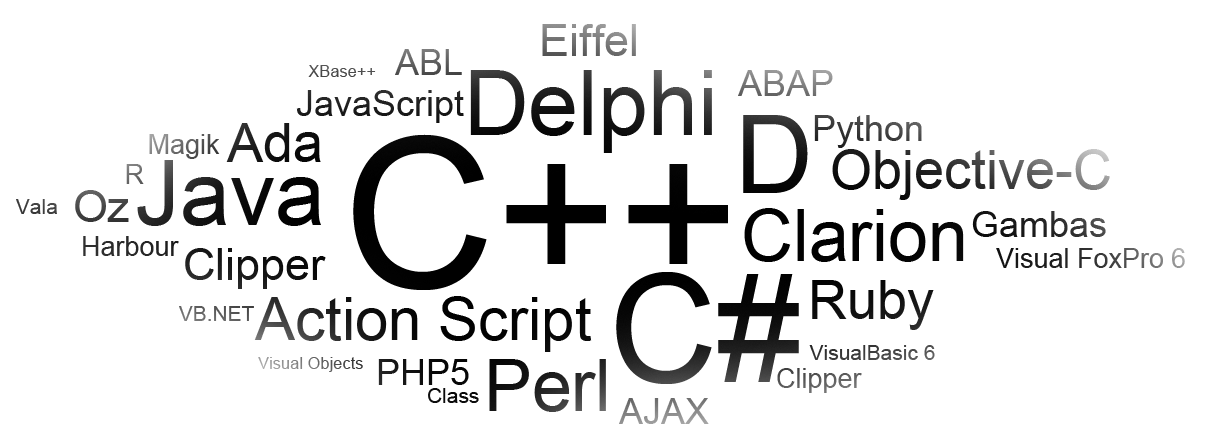 Eiffel
XBase++ ABL
Delphi
ABAP
JavaScript
Magik Ada
C++
D
Python
Objective-C
R
Java
Vala Oz
Harbour
Clipper
Clarion
Gambas
Visual FoxPro 6
VB.NET
Action Script
C#
Ruby
Visual Objects
PHP5
Class
Perl
VisualBasic 6
Clipper
AJAX